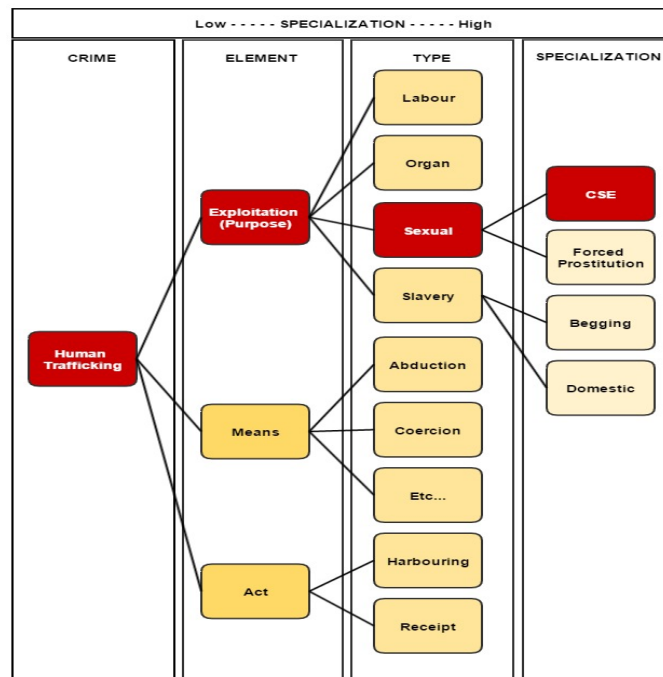 Low - - - - - SPECIALIZATION - - - - - High
CRIME
ELEMENT
TYPE
SPECIALIZATION
Human
Trafficking
Exploitation
(Purpose)
Means
Act
Labour
Organ
Sexual
Slavery
Abduction
Coercion
Etc...
Harbouring
Receipt
CSE
Forced
Prostitution
Begging
Domestic